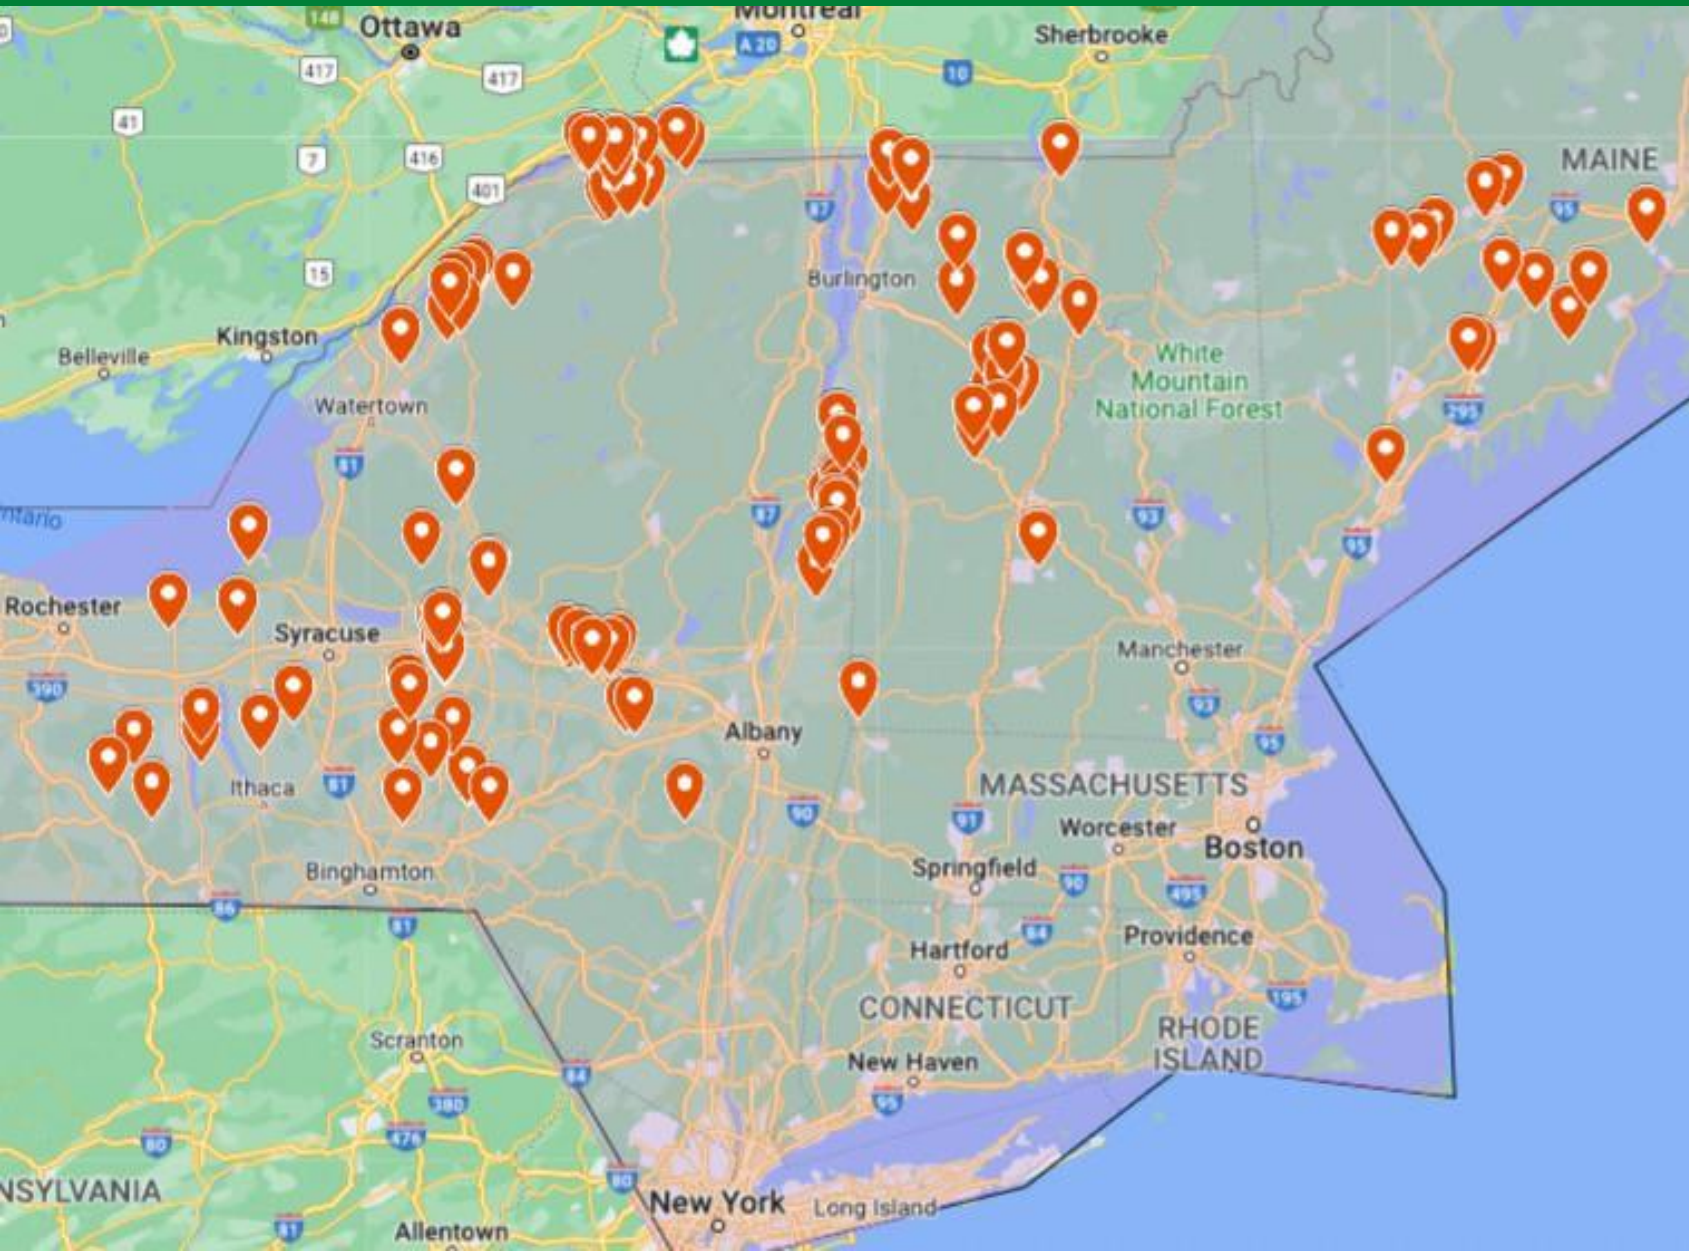 148
Ottawa
Montréal
A 20
Sherbrooke
417
417
10
41
7
416
401
MAINE
87
95
15
Burlington
Kingston
Belleville
White
Mountain
National Forest
Watertown
295
81
87
93
95
Rochester
Syracuse
Manchester
390
93
Albany
95
Ithaca
81
MASSACHUSETTS
90
91
Worcester
Boston
Binghamton
Springfield
90
495
86
81
84
Hartford
Providence
195
CONNECTICUT
RHODE
ISLAND
Scranton
New Haven
84
380
95
476
80
80
NSYLVANIA
New York
Long Island
81
Allentown